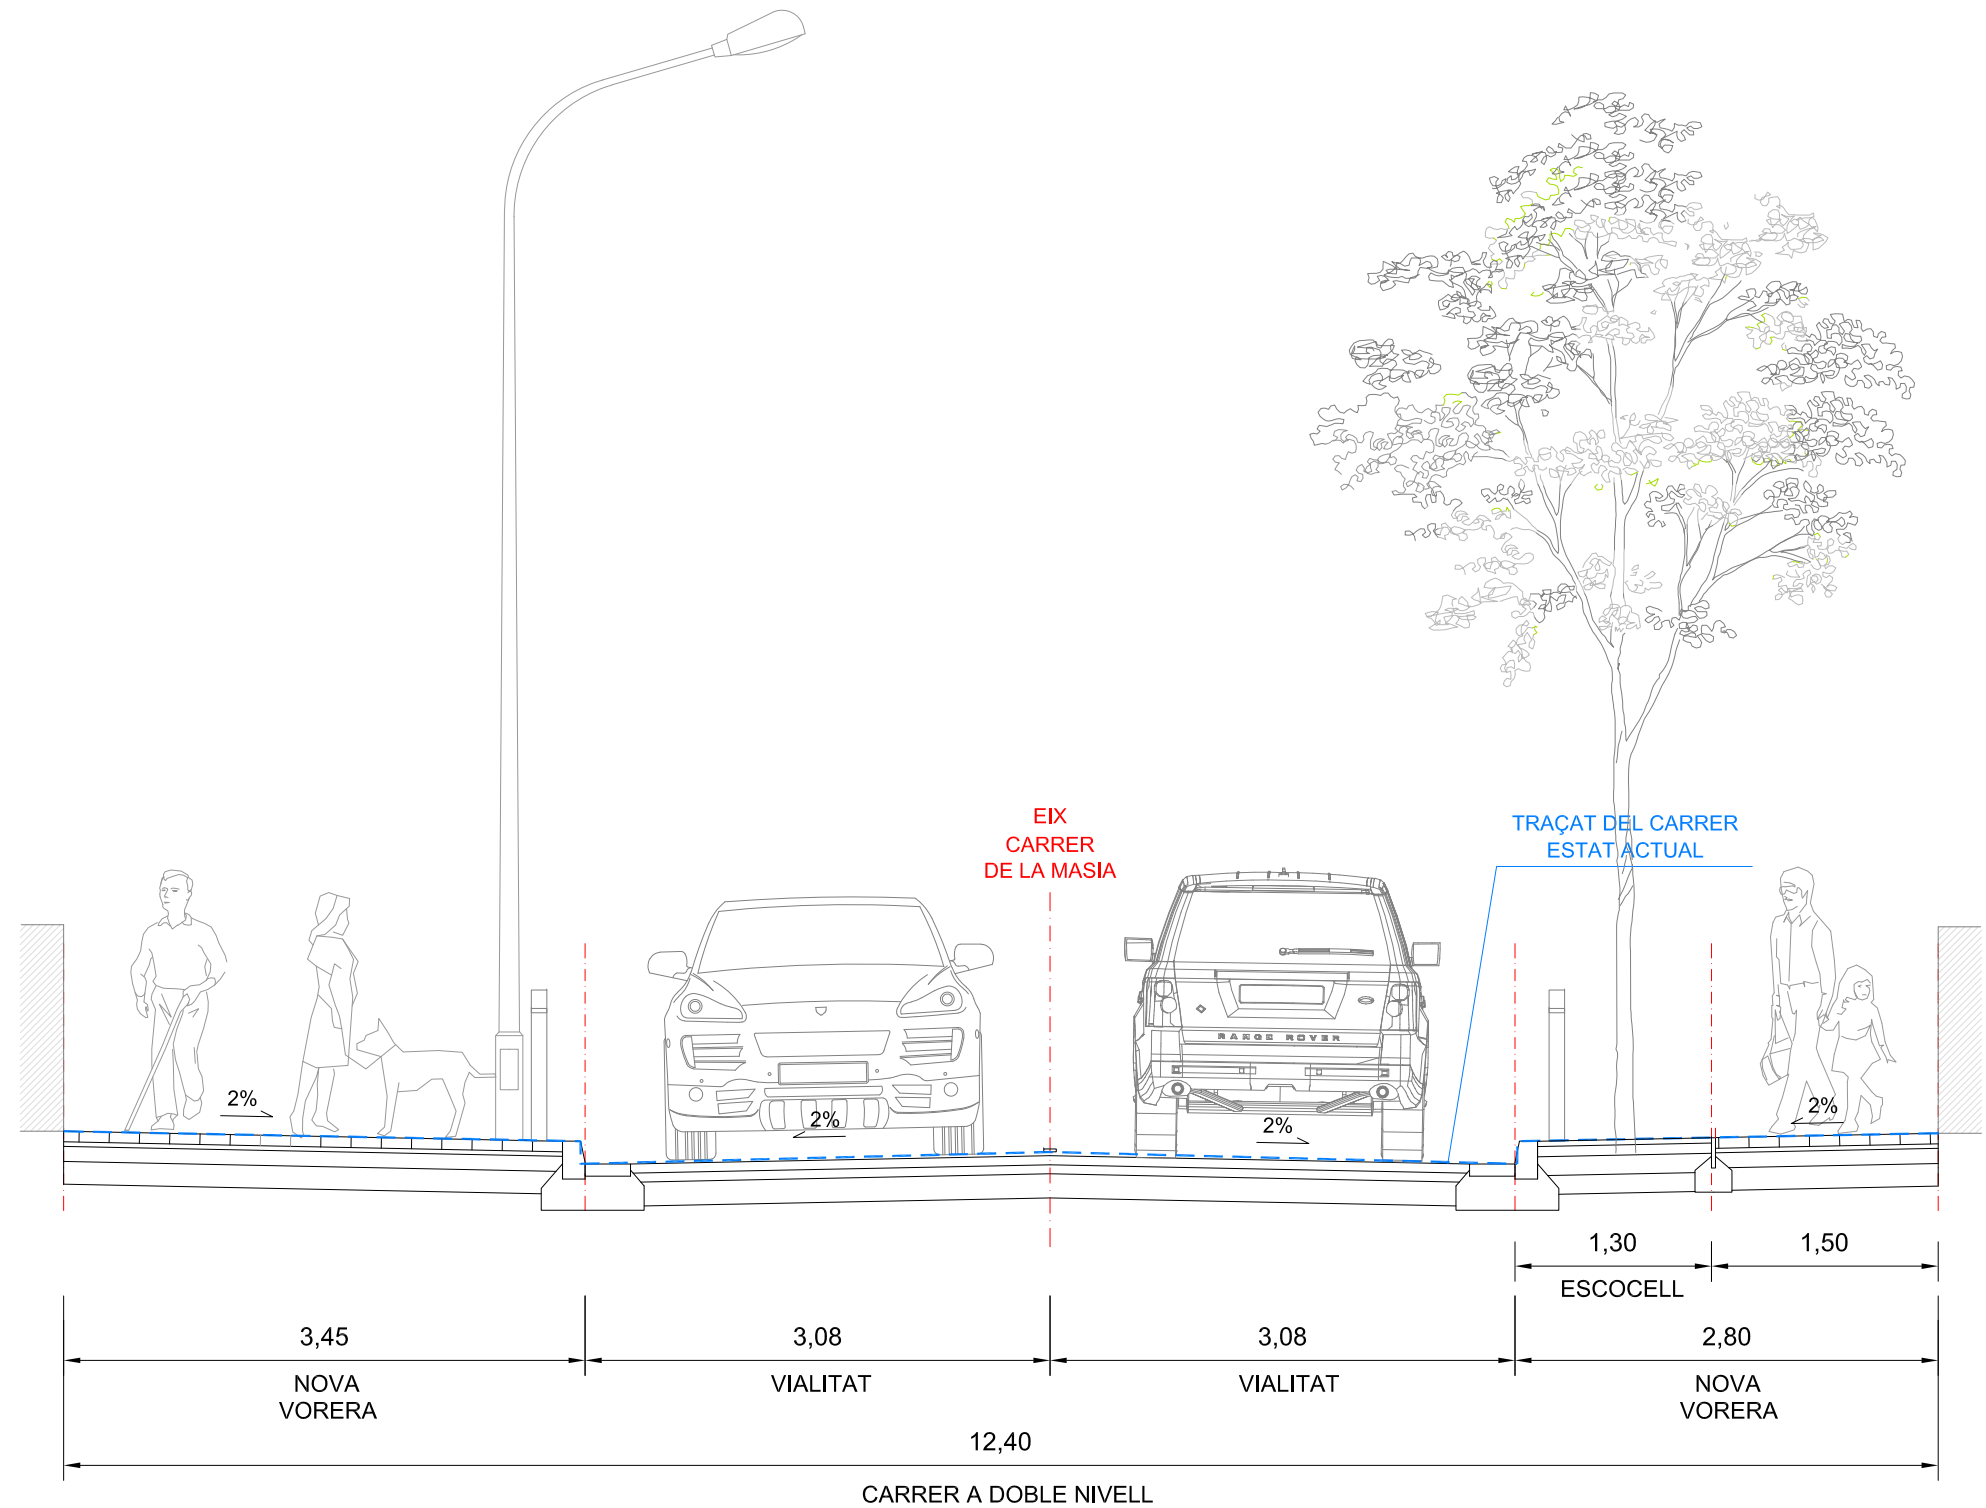 EIX
CARRER
DE LA MASIA
TRAÇAT DEL CARRER
ESTAT ACTUAL
RANGE ROVER
2%
2%
2%
2%
1,30
1,50
ESCOCELL
3,45
3,08
3,08
2,80
NOVA
VORERA
VIALITAT
VIALITAT
NOVA
VORERA
12,40
CARRER A DOBLE NIVELL